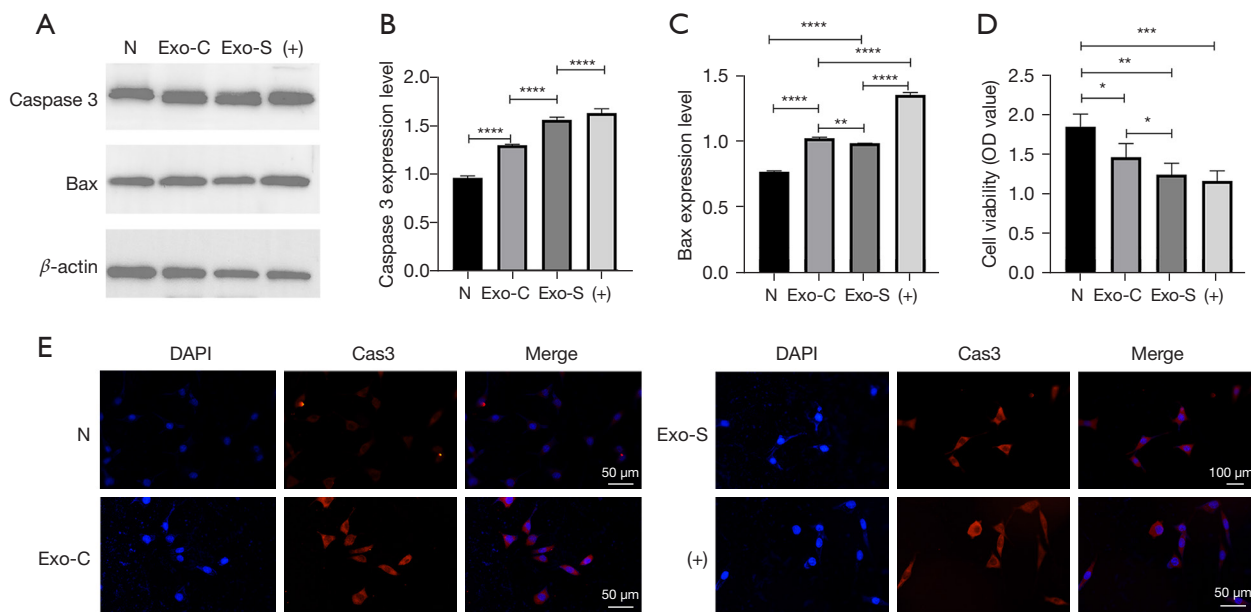 A
N Exo-C Exo-S (+)
Caspase 3
Bax
β-actin
B
Caspase 3 expression level
2.0
1.5
1.0
0.5
0.0
****
****
****
N Exo-C Exo-S (+)
C
Bax expression level
1.5
1.0
0.5
0.0
****
****
****
****
**
N Exo-C Exo-S (+)
D
Cell viability (OD value)
2.5
2.0
1.5
1.0
0.5
0.0
***
**
*
*
N Exo-C Exo-S (+)
E
DAPI Cas3 Merge
N
50 μm
Exo-C
50 μm
DAPI Cas3 Merge
Exo-S
100 μm
(+)
50 μm